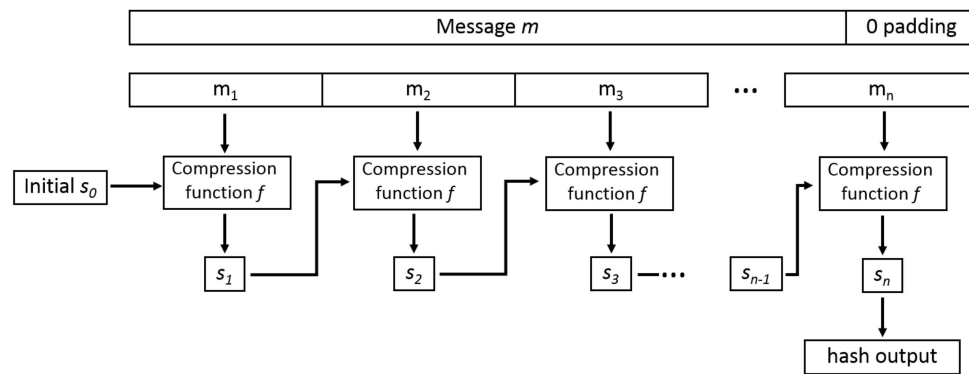 Message m
0 padding
m1
m2
m3
...
mn
Compression
function f
Compression
function f
Compression
function f
Compression
function f
Initial s0
s1
s2
s3
...
sn-1
sn
hash output